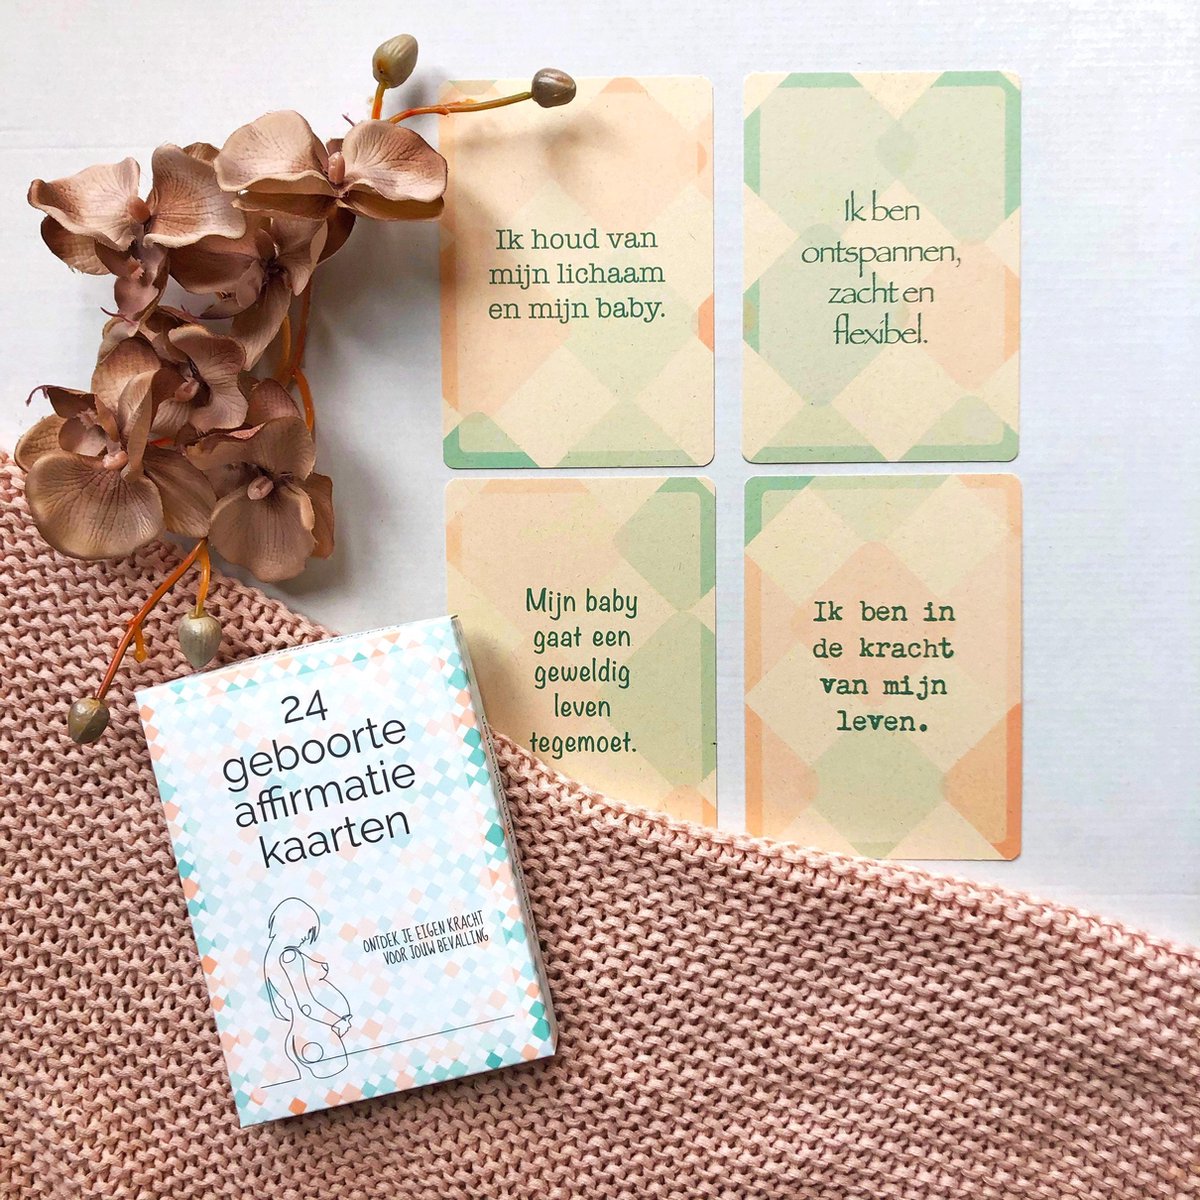 Ik houd van
mijn lichaam
en mijn baby.
Ik ben
ontspannen,
zacht en
flexibel.
Mijn baby
gaat een
geweldig
leven
tegemoet.
Ik ben in
de kracht
van mijn
leven.
24
geboorte
affirmatie
kaarten
ONTDEK JE EIGEN KRACHT
VOOR JOUW BEVALLING